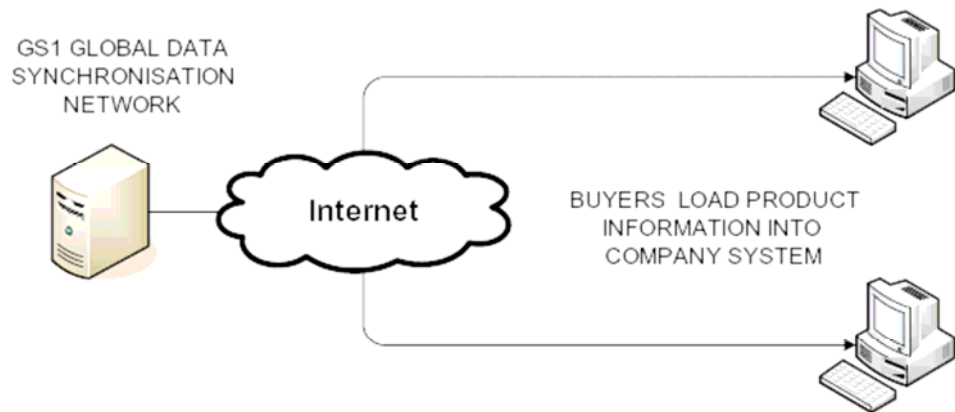 GS1 GLOBAL DATA
SYNCHRONISATION
NETWORK
Internet
BUYERS LOAD PRODUCT
INFORMATION INTO
COMPANY SYSTEM